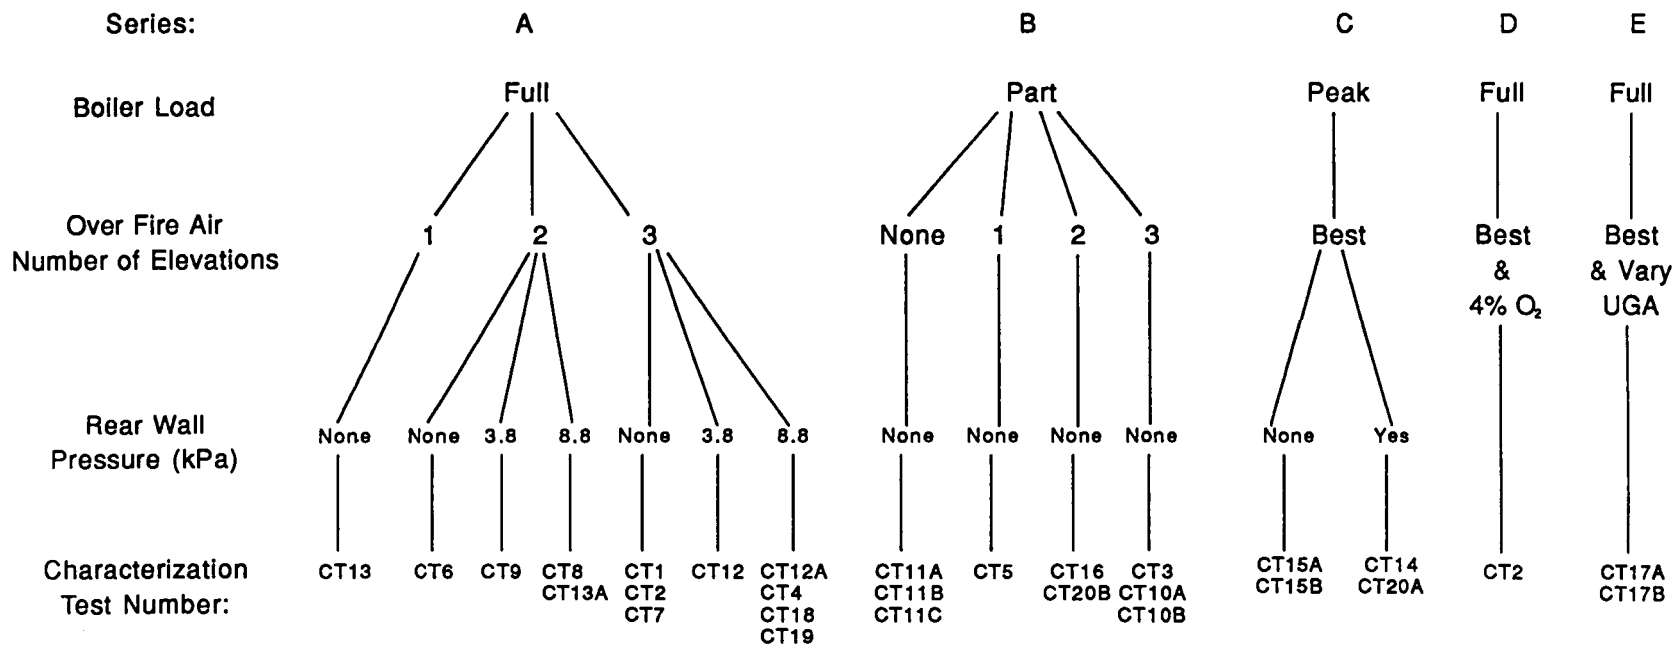 Series: A B C D E
Boiler Load Full Part Peak Full Full
Over Fire Air
Number of Elevations
1 2 3 None 1 2 3 Best Best Best
& & Vary
4% O₂ UGA
Rear Wall
Pressure (kPa)
None None 3.8 8.8 None 3.8 8.8 None None None None None Yes
Characterization
Test Number:
CT13 CT6 CT9 CT8 CT1 CT12 CT12A CT11A CT5 CT16 CT3 CT15A CT14 CT2 CT17A
CT13A CT2 CT4 CT11B CT20B CT10A CT15B CT20A CT17B
CT7 CT18 CT11C CT10B
CT19